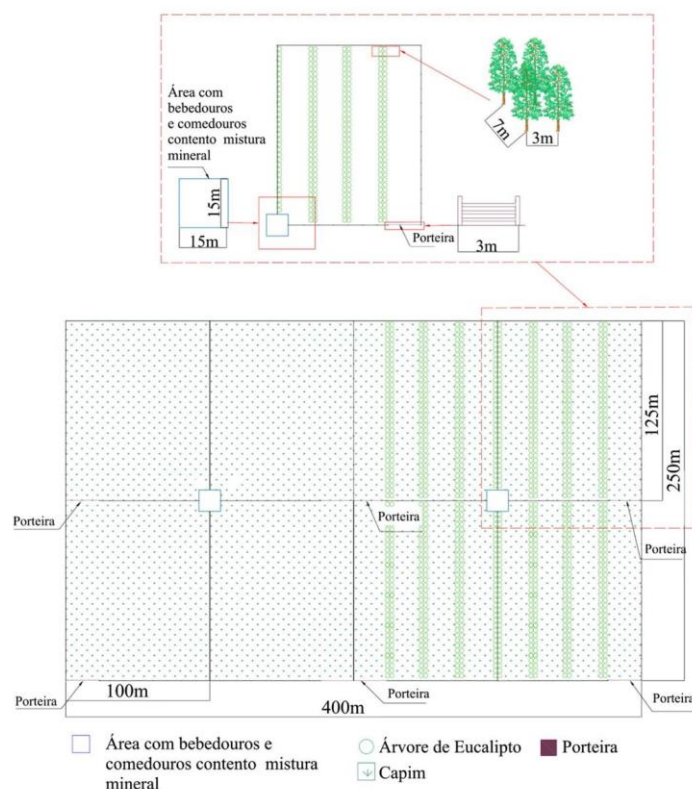 Área com
bebedouros
e comedouros
contento mistura
mineral
15m
15m
7m
3m
Porteira
3m
125m
250m
Porteira
Porteira
Porteira
Porteira
100m
Porteira
Porteira
400m
Área com bebedouros e
comedouros contento mistura
mineral
Árvore de Eucalipto
Porteira
Capim